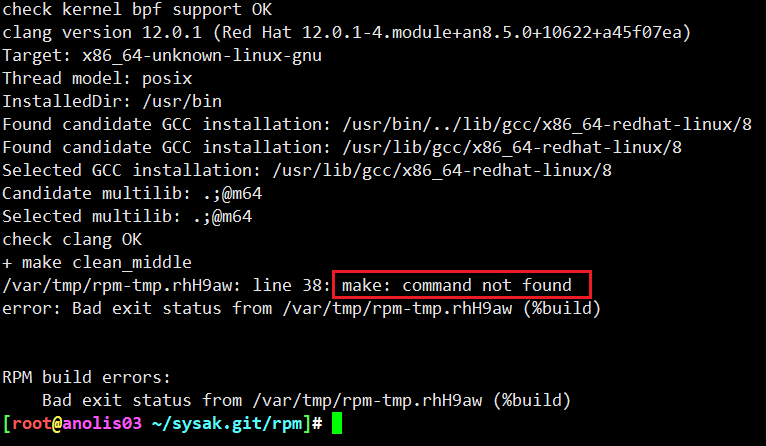 check kernel bpf support OK
clang version 12.0.1 (Red Hat 12.0.1-4.module+an8.5.0+10622+a45f07ea)
Target: x86_64-unknown-linux-gnu
Thread model: posix
InstalledDir: /usr/bin
Found candidate GCC installation: /usr/bin/../lib/gcc/x86_64-redhat-linux/8
Found candidate GCC installation: /usr/lib/gcc/x86_64-redhat-linux/8
Selected GCC installation: /usr/lib/gcc/x86_64-redhat-linux/8
Candidate multilib: .;@m64
Selected multilib: .;@m64
check clang OK
+ make clean_middle
/var/tmp/rpm-tmp.rhH9aw: line 38: make: command not found
error: Bad exit status from /var/tmp/rpm-tmp.rhH9aw (%build)
RPM build errors:
    Bad exit status from /var/tmp/rpm-tmp.rhH9aw (%build)
[root@anolis03 ~/sysak.git/rpm]#